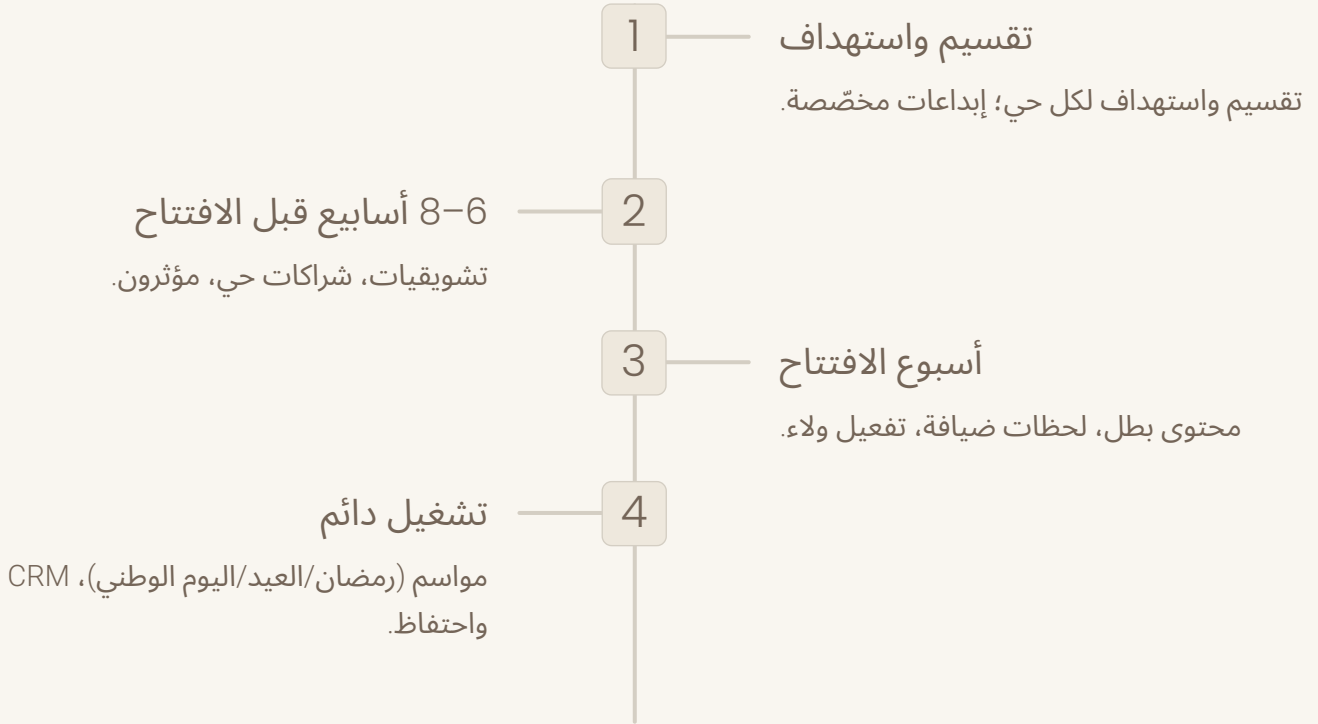 1
تقسيم واستهداف
تقسيم واستهداف لكل حي؛ إبداعات مخصّصة.
2
6–8 أسابيع قبل الافتتاح
تشويقيات، شراكات حي، مؤثرون.
3
أسبوع الافتتاح
محتوى بطل، لحظات ضيافة، تفعيل ولاء.
4
تشغيل دائم
مواسم (رمضان/العيد/اليوم الوطني)، CRM
واحتفاظ.